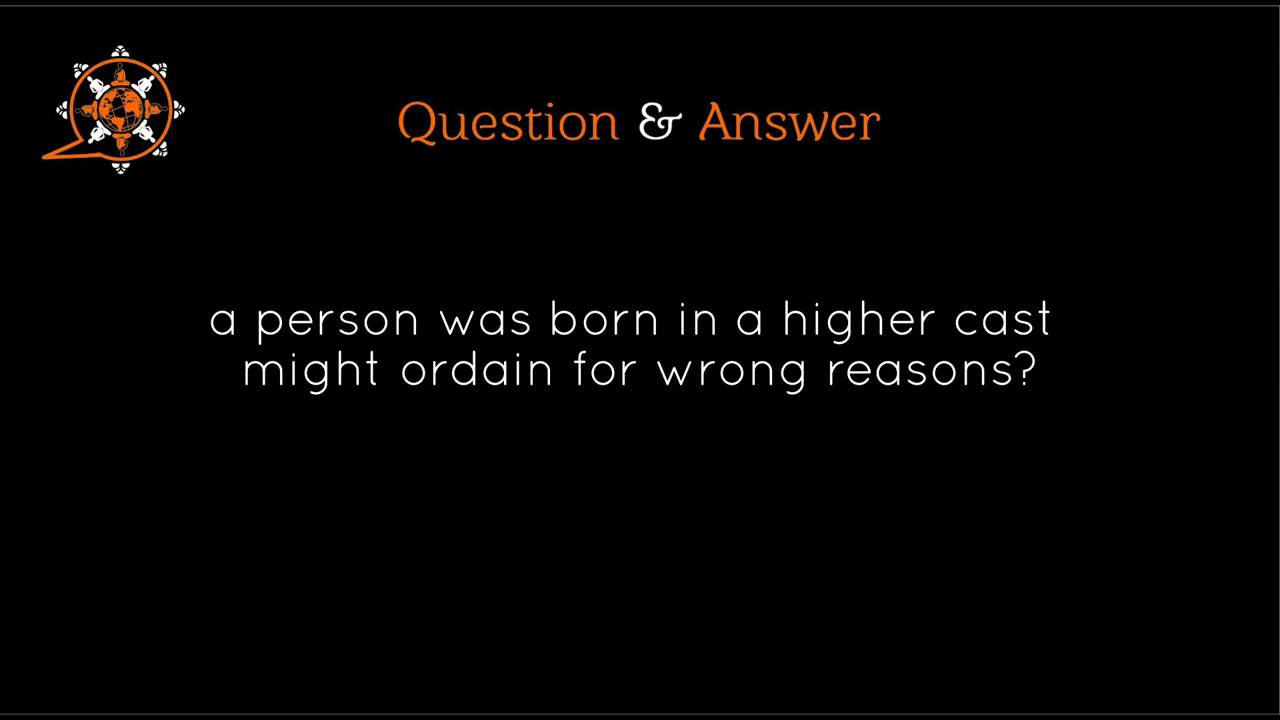 Question & Answer
a person was born in a higher cast
might ordain for wrong reasons?